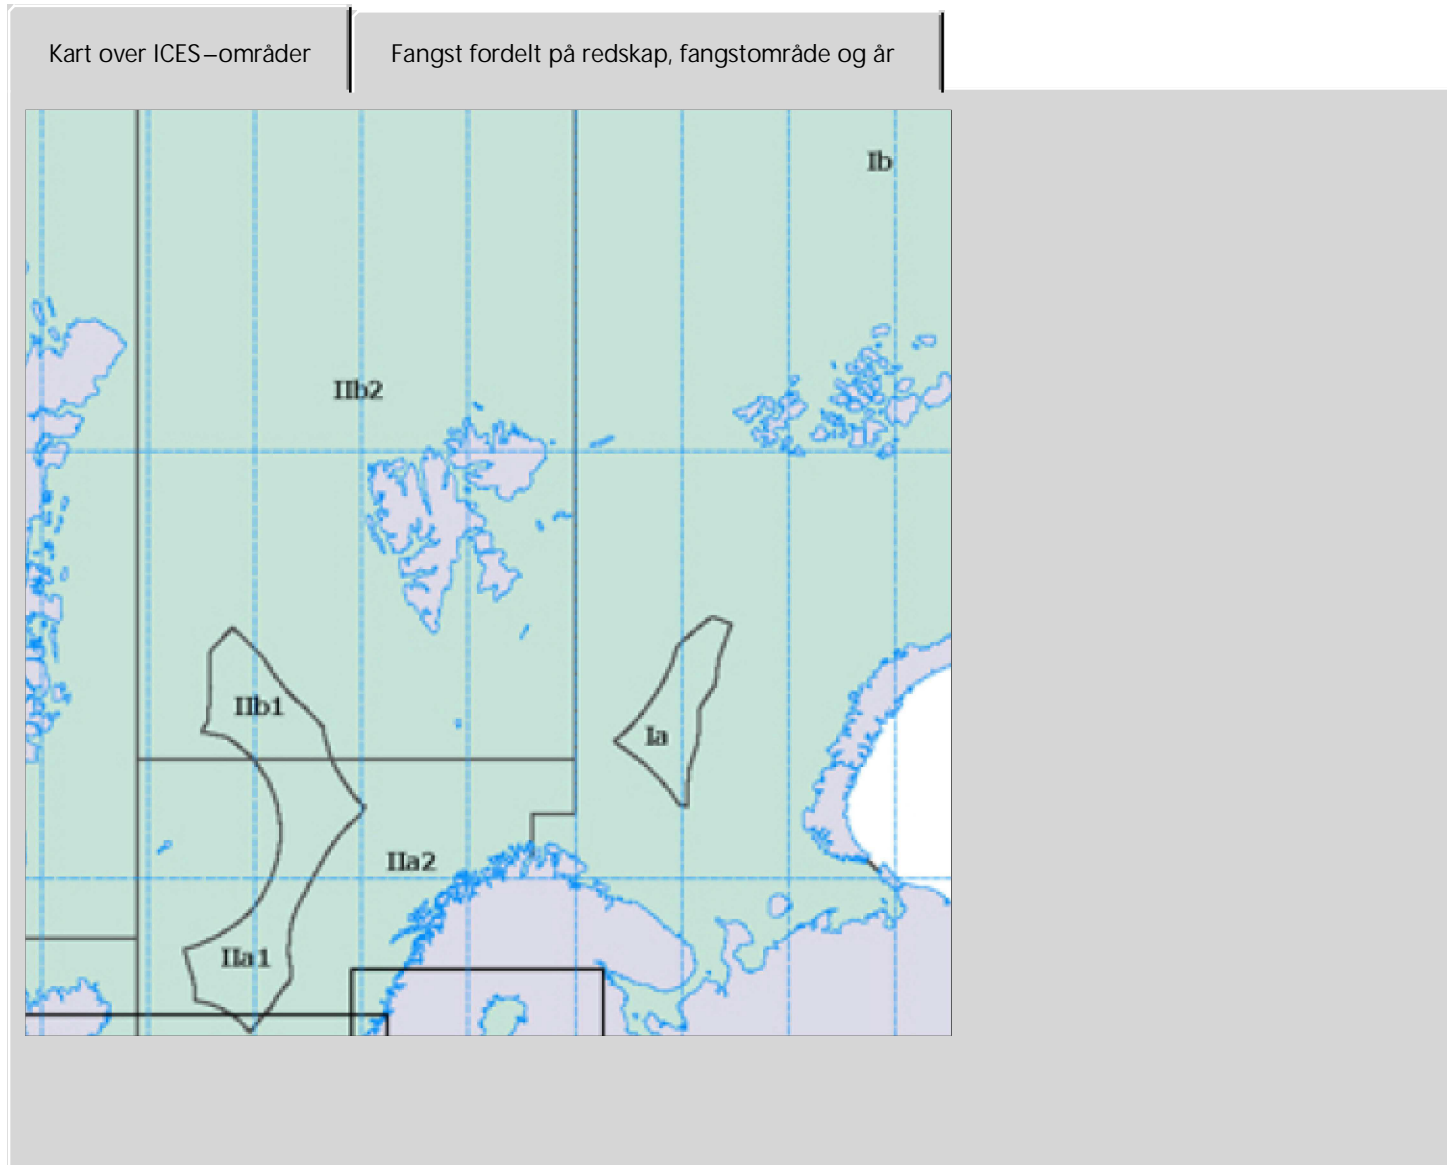 Kart over ICES–områder
Fangst fordelt på redskap, fangstområde og år
Ib
IIb2
IIb1
Ia
IIa2
IIa1